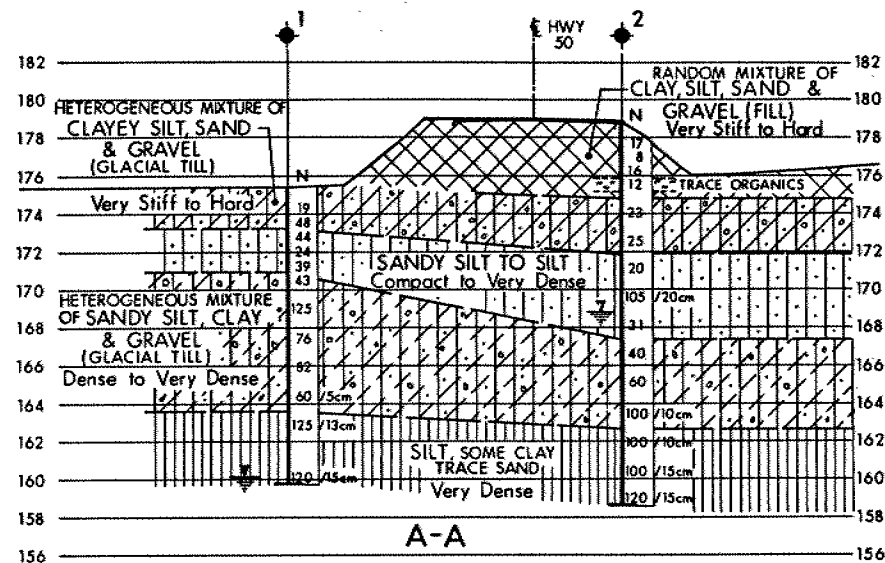 1
2
℄ HWY
50
182
182
180
180
178
178
176
176
174
174
172
172
170
170
168
168
166
166
164
164
162
162
160
160
158
158
156
156
HETEROGENEOUS MIXTURE OF
CLAYEY SILT, SAND
& GRAVEL
(GLACIAL TILL)
Very Stiff to Hard
RANDOM MIXTURE OF
CLAY, SILT, SAND &
GRAVEL (FILL)
Very Stiff to Hard
TRACE ORGANICS
SANDY SILT TO SILT
Compact to Very Dense
HETEROGENEOUS MIXTURE
OF SANDY SILT, CLAY
& GRAVEL
(GLACIAL TILL)
Dense to Very Dense
SILT, SOME CLAY
TRACE SAND
Very Dense
N
19
48
44
24
39
43
125
76
82
60/5cm
125/13cm
120/15cm
N
17
8
16
12
23
25
20
105/20cm
31
40
60
100/10cm
100/10cm
100/15cm
120/15cm
A-A